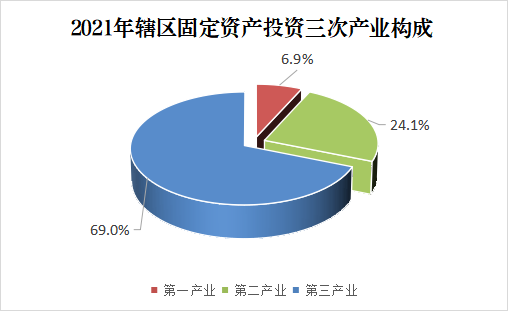 2021年辖区固定资产投资三次产业构成
6.9%
24.1%
69.0%
第一产业 第二产业 第三产业